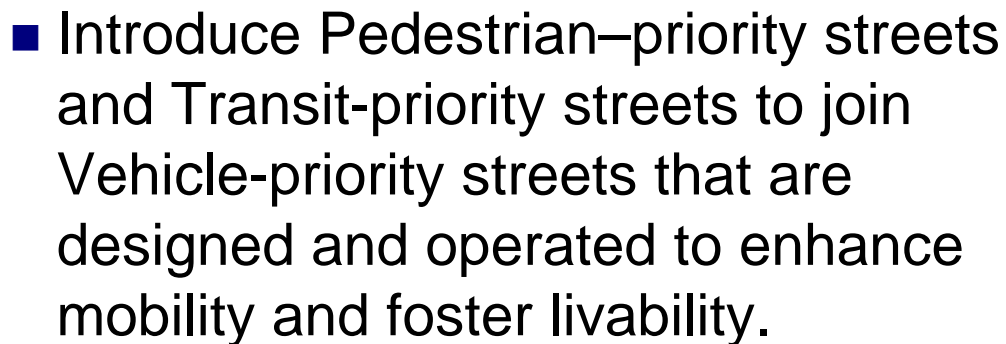 ■ Introduce Pedestrian–priority streets
and Transit-priority streets to join
Vehicle-priority streets that are
designed and operated to enhance
mobility and foster livability.